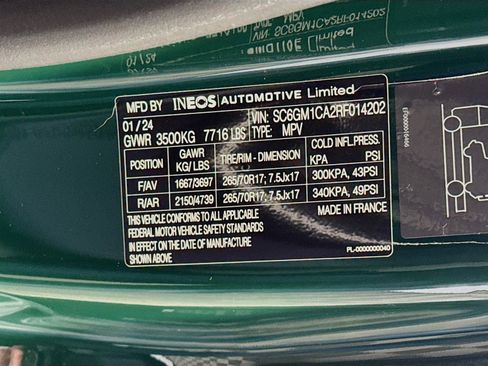 MFD BY INEOS AUTOMOTIVE Limited
01/24 VIN: SC6GM1CA2RF014202
GVWR 3500KG 7716 LBS TYPE: MPV
POSITION GAWR KG/LBS TIRE/RIM - DIMENSION COLD INFL.PRESS. KPA PSI
F/AV 1667/3697 265/70R17; 7.5Jx17 300KPA, 43PSI
R/AR 2150/4739 265/70R17; 7.5Jx17 340KPA, 49PSI
THIS VEHICLE CONFORMS TO ALL APPLICABLE MADE IN FRANCE
FEDERAL MOTOR VEHICLE SAFETY STANDARDS
IN EFFECT ON THE DATE OF MANUFACTURE
SHOWN ABOVE PL-0000000040